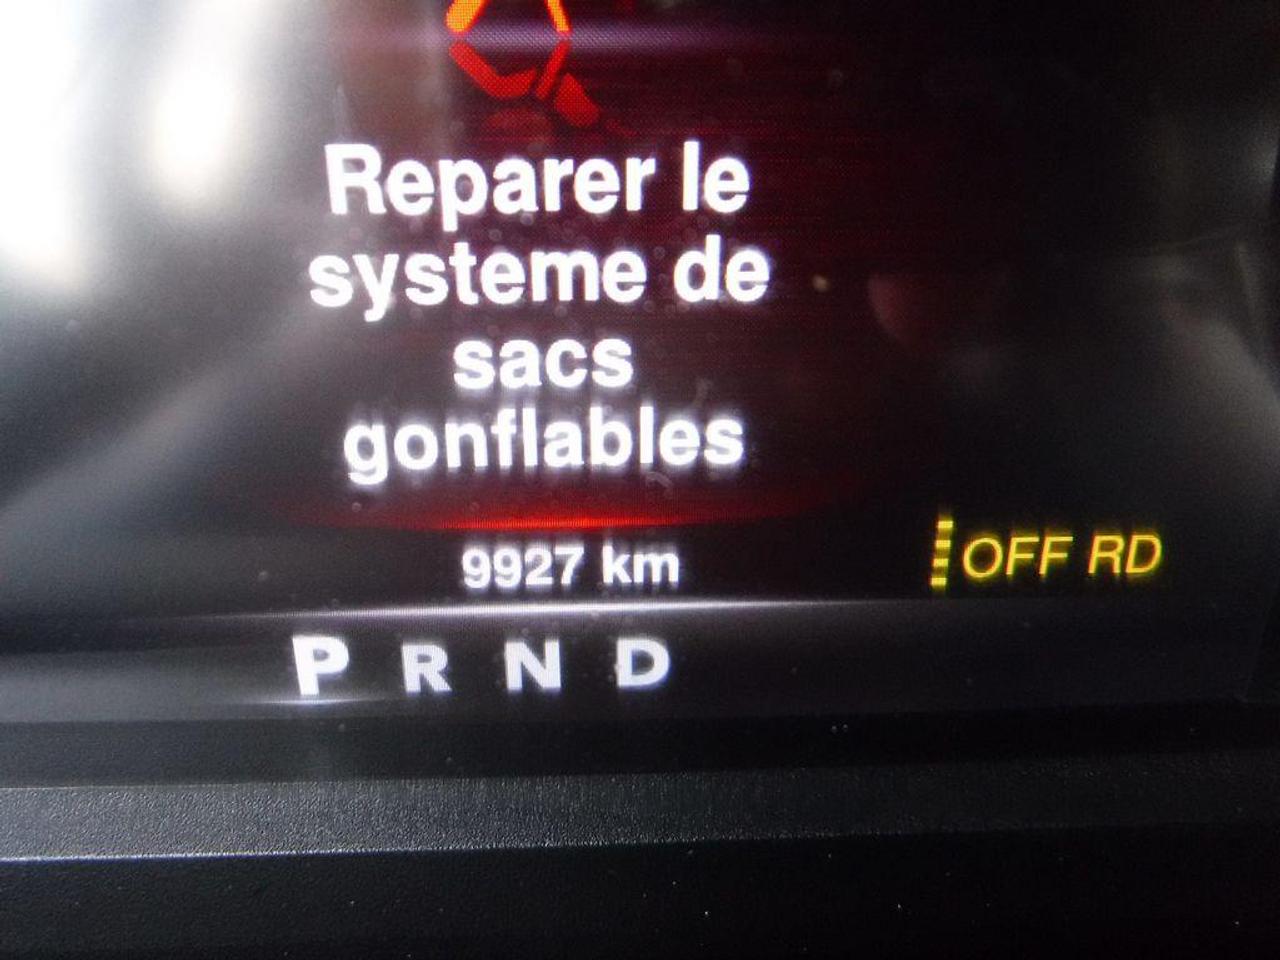 Reparer le
systeme de
sacs
gonflables
9927 km
OFF RD
P R N D